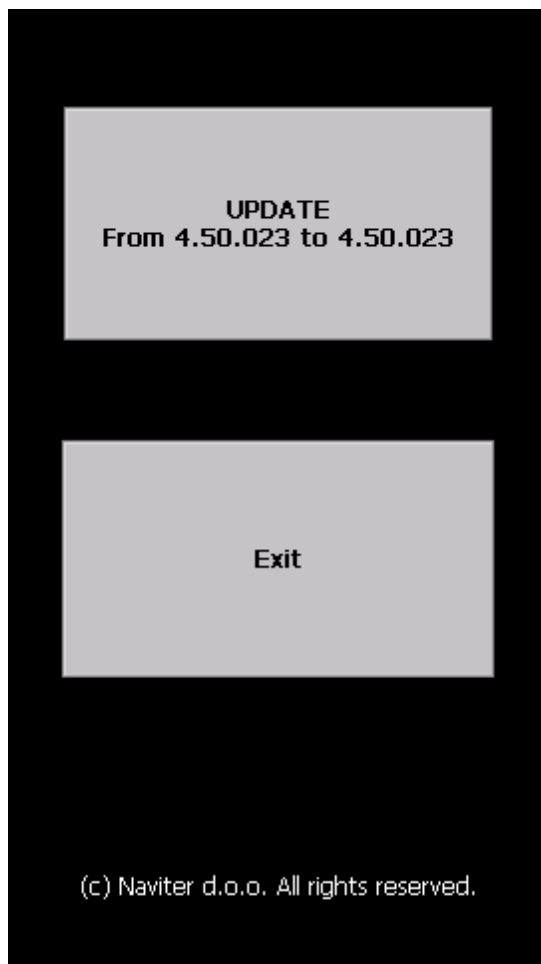 UPDATE
From 4.50.023 to 4.50.023
Exit
(c) Naviter d.o.o. All rights reserved.